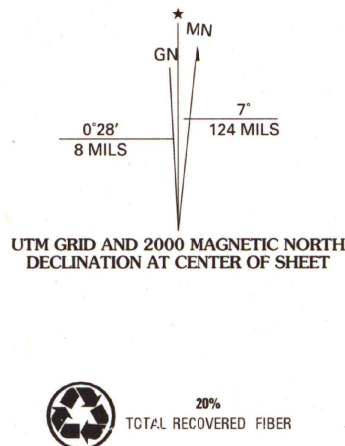 ★
MN
GN
7°
124 MILS
0°28'
8 MILS
UTM GRID AND 2000 MAGNETIC NORTH
DECLINATION AT CENTER OF SHEET
20%
TOTAL RECOVERED FIBER